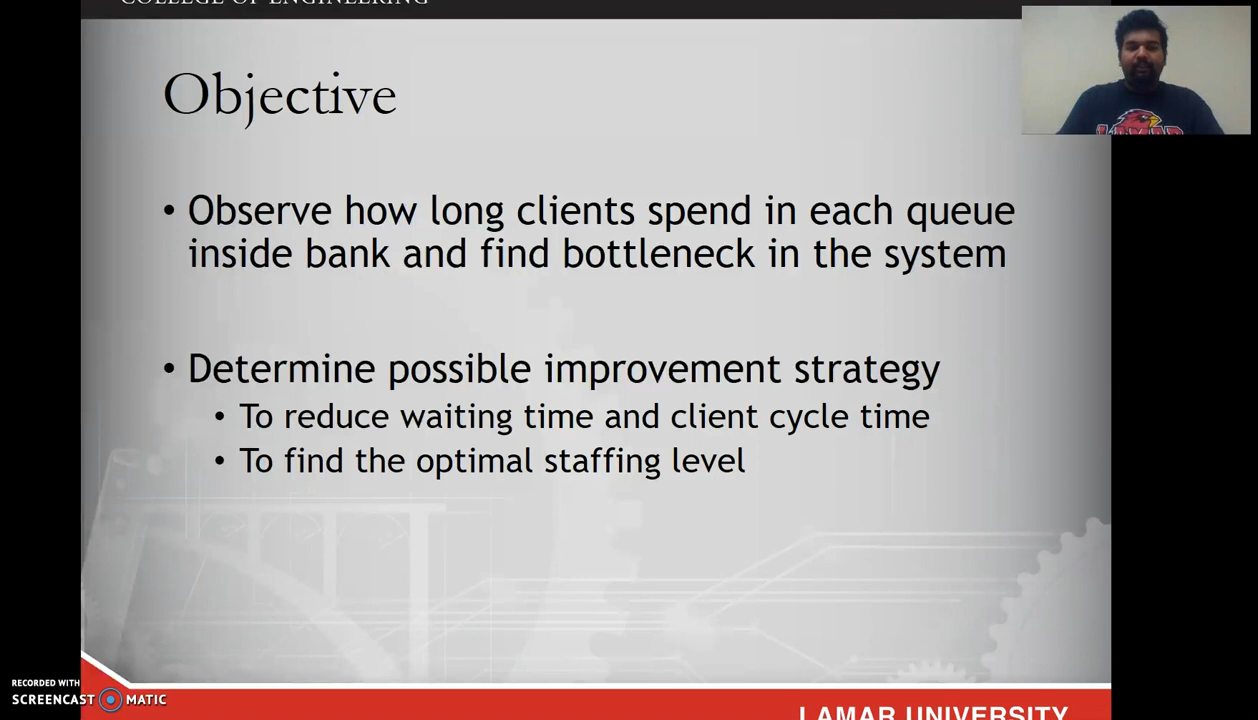 COLLEGE OF ENGINEERING
Objective
• Observe how long clients spend in each queue
inside bank and find bottleneck in the system
• Determine possible improvement strategy
• To reduce waiting time and client cycle time
• To find the optimal staffing level
LAMAR
RECORDED WITH
SCREENCAST MATIC
LAMAR UNIVERSITY